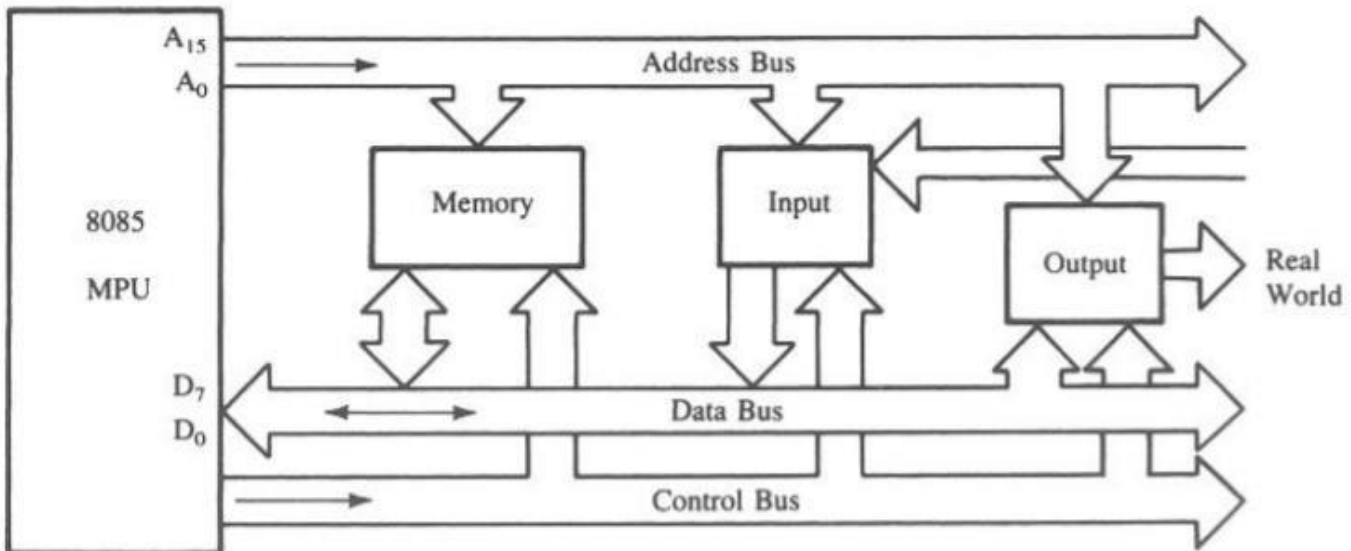 A15
Address Bus
A0
Memory
Input
8085
MPU
Output
Real
World
D7
Data Bus
D0
Control Bus